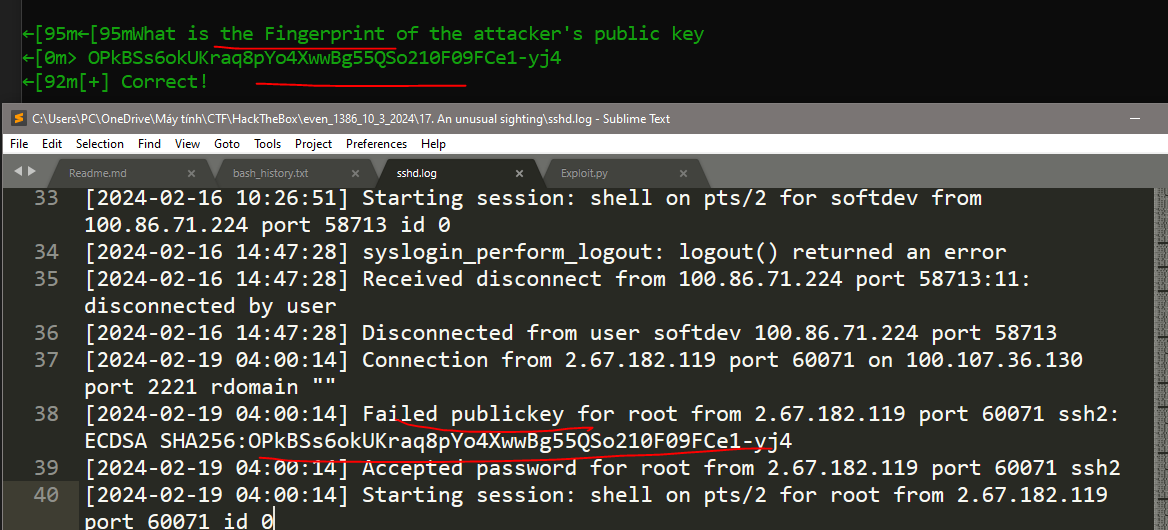 ←[95m←[95mWhat is the Fingerprint of the attacker's public key
←[0m> OPkBSs6okUKraq8pYo4XwwBg55QSo210F09FCe1-yj4
←[92m[+] Correct!
C:\Users\PC\OneDrive\Máy tính\CTF\HackTheBox\even_1386_10_3_2024\17. An unusual sighting\sshd.log - Sublime Text
File Edit Selection Find View Goto Tools Project Preferences Help
Readme.md × bash_history.txt × sshd.log × Exploit.py ×
33 [2024-02-16 10:26:51] Starting session: shell on pts/2 for softdev from
100.86.71.224 port 58713 id 0
34 [2024-02-16 14:47:28] syslogin_perform_logout: logout() returned an error
35 [2024-02-16 14:47:28] Received disconnect from 100.86.71.224 port 58713:11:
disconnected by user
36 [2024-02-16 14:47:28] Disconnected from user softdev 100.86.71.224 port 58713
37 [2024-02-19 04:00:14] Connection from 2.67.182.119 port 60071 on 100.107.36.130
port 2221 rdomain ""
38 [2024-02-19 04:00:14] Failed publickey for root from 2.67.182.119 port 60071 ssh2:
ECDSA SHA256:OPkBSs6okUKraq8pYo4XwwBg55QSo210F09FCe1-yj4
39 [2024-02-19 04:00:14] Accepted password for root from 2.67.182.119 port 60071 ssh2
40 [2024-02-19 04:00:14] Starting session: shell on pts/2 for root from 2.67.182.119
port 60071 id 0